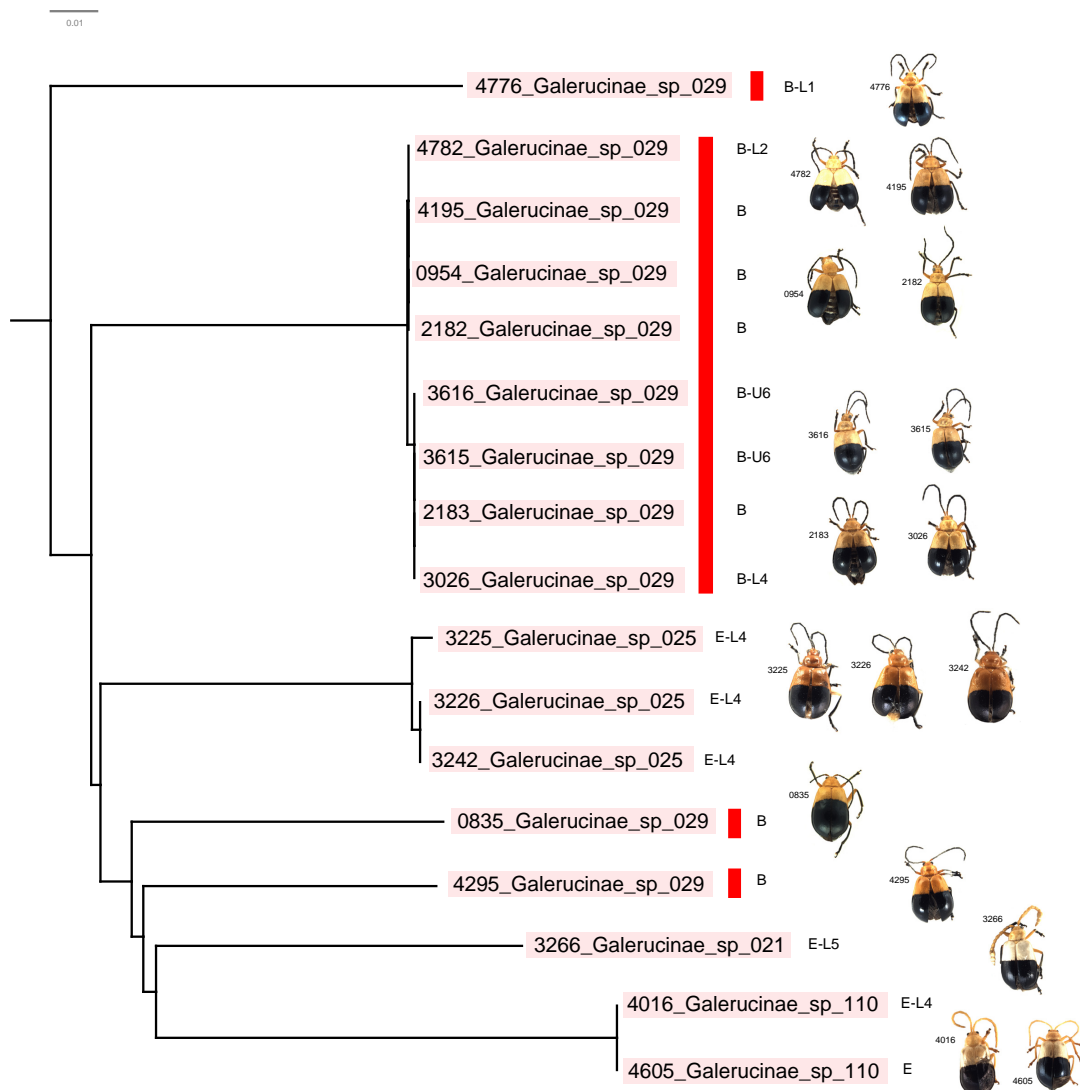 0.01
4776_Galerucinae_sp_029 B-L1 4776
4782_Galerucinae_sp_029 B-L2 4782 4195
4195_Galerucinae_sp_029 B
0954_Galerucinae_sp_029 B 0954 2182
2182_Galerucinae_sp_029 B
3616_Galerucinae_sp_029 B-U6 3616 3615
3615_Galerucinae_sp_029 B-U6
2183_Galerucinae_sp_029 B 2183 3026
3026_Galerucinae_sp_029 B-L4
3225_Galerucinae_sp_025 E-L4 3225 3226 3242
3226_Galerucinae_sp_025 E-L4
3242_Galerucinae_sp_025 E-L4
0835_Galerucinae_sp_029 B 0835
4295_Galerucinae_sp_029 B 4295
3266_Galerucinae_sp_021 E-L5 3266
4016_Galerucinae_sp_110 E-L4 4016
4605_Galerucinae_sp_110 E 4605